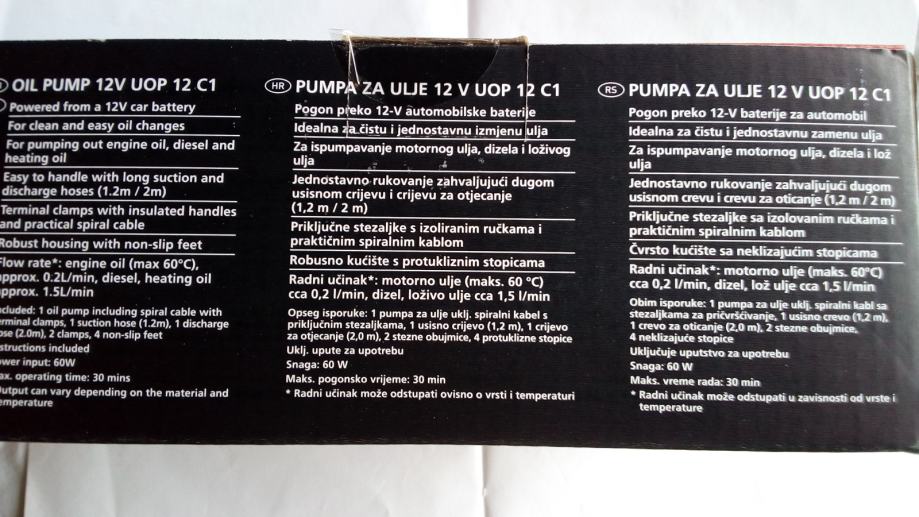 OIL PUMP 12V UOP 12 C1
Powered from a 12V car battery
For clean and easy oil changes
For pumping out engine oil, diesel and
heating oil
Easy to handle with long suction and
discharge hoses (1.2m / 2m)
Terminal clamps with insulated handles
and practical spiral cable
Robust housing with non-slip feet
Flow rate*: engine oil (max 60°C),
approx. 0.2L/min, diesel, heating oil
approx. 1.5L/min
included: 1 oil pump including spiral cable with
terminal clamps, 1 suction hose (1.2m), 1 discharge
hose (2.0m), 2 clamps, 4 non-slip feet
Instructions included
power input: 60W
max. operating time: 30 mins
output can vary depending on the material and
temperature
HR PUMPA ZA ULJE 12 V UOP 12 C1
Pogon preko 12-V automobilske baterije
Idealna za čistu i jednostavnu izmjenu ulja
Za ispumpavanje motornog ulja, dizela i loživog
ulja
Jednostavno rukovanje zahvaljujući dugom
usisnom crijevu i crijevu za otjecanje
(1,2 m / 2 m)
Priključne stezaljke s izoliranim ručkama i
praktičnim spiralnim kablom
Robusno kućište s protukliznim stopicama
Radni učinak*: motorno ulje (maks. 60 °C)
cca 0,2 l/min, dizel, loživo ulje cca 1,5 l/min
Opseg isporuke: 1 pumpa za ulje uklj. spiralni kabel s
priključnim stezaljkama, 1 usisno crijevo (1,2 m), 1 crijevo
za otjecanje (2,0 m), 2 stezne obujmice, 4 protuklizne stopice
Uklj. upute za upotrebu
Snaga: 60 W
Maks. pogonsko vrijeme: 30 min
* Radni učinak može odstupati ovisno o vrsti i temperaturi
RS PUMPA ZA ULJE 12 V UOP 12 C1
Pogon preko 12-V baterije za automobil
Idealna za čistu i jednostavnu zamenu ulja
Za ispumpavanje motornog ulja, dizela i lož
ulja
Jednostavno rukovanje zahvaljujući dugom
usisnom crevu i crevu za oticanje (1,2 m / 2 m)
Priključne stezaljke sa izolovanim ručkama i
praktičnim spiralnim kablom
Čvrsto kućište sa neklizajućim stopicama
Radni učinak*: motorno ulje (maks. 60°C)
cca 0,2 l/min, dizel, lož ulje cca 1,5 l/min
Obim isporuke: 1 pumpa za ulje uklj. spiralni kabl sa
stezaljkama za pričvršćivanje, 1 usisno crevo (1,2 m),
1 crevo za oticanje (2,0 m), 2 stezne obujmice,
4 neklizajuće stopice
Uključuje uputstvo za upotrebu
Snaga: 60 W
Maks. vreme rada: 30 min
* Radni učinak može odstupati u zavisnosti od vrste i
temperature